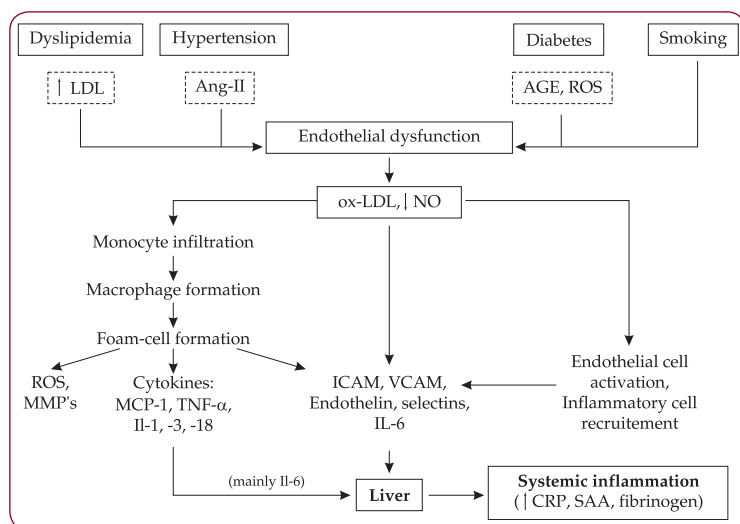 Dyslipidemia
Hypertension
Diabetes
Smoking
↑ LDL
Ang-II
AGE, ROS
Endothelial dysfunction
ox-LDL,↓ NO
Monocyte infiltration
Macrophage formation
Foam-cell formation
ROS,
MMP's
Cytokines:
MCP-1, TNF-α,
Il-1, -3, -18
ICAM, VCAM,
Endothelin, selectins,
IL-6
Endothelial cell
activation,
Inflammatory cell
recruitement
(mainly Il-6)
Liver
Systemic inflammation
(↑CRP, SAA, fibrinogen)